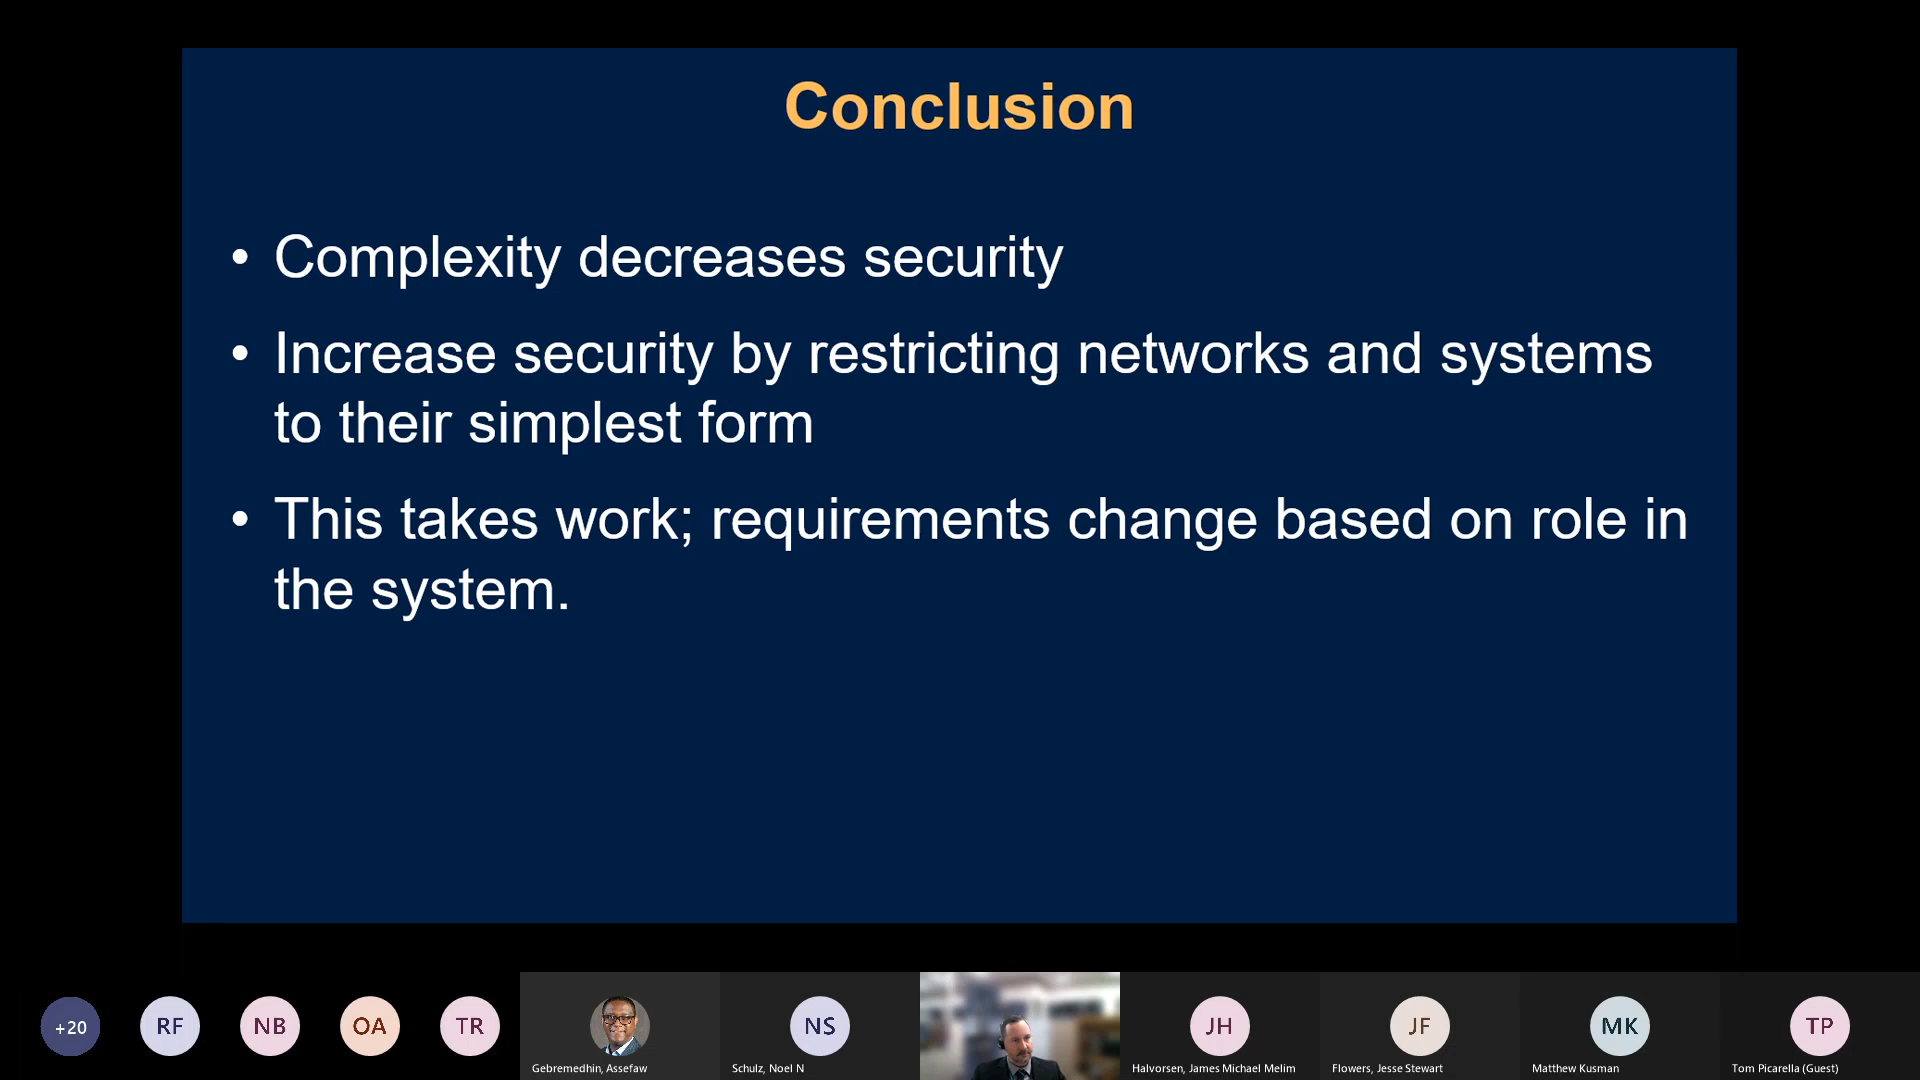 Conclusion
• Complexity decreases security
• Increase security by restricting networks and systems
to their simplest form
• This takes work; requirements change based on role in
the system.
+20
RF
NB
OA
TR
NS
JH
JF
MK
TP
Gebremedhin, Assefaw
Schulz, Noel N
Halvorsen, James Michael Melim
Flowers, Jesse Stewart
Matthew Kusman
Tom Picarella (Guest)